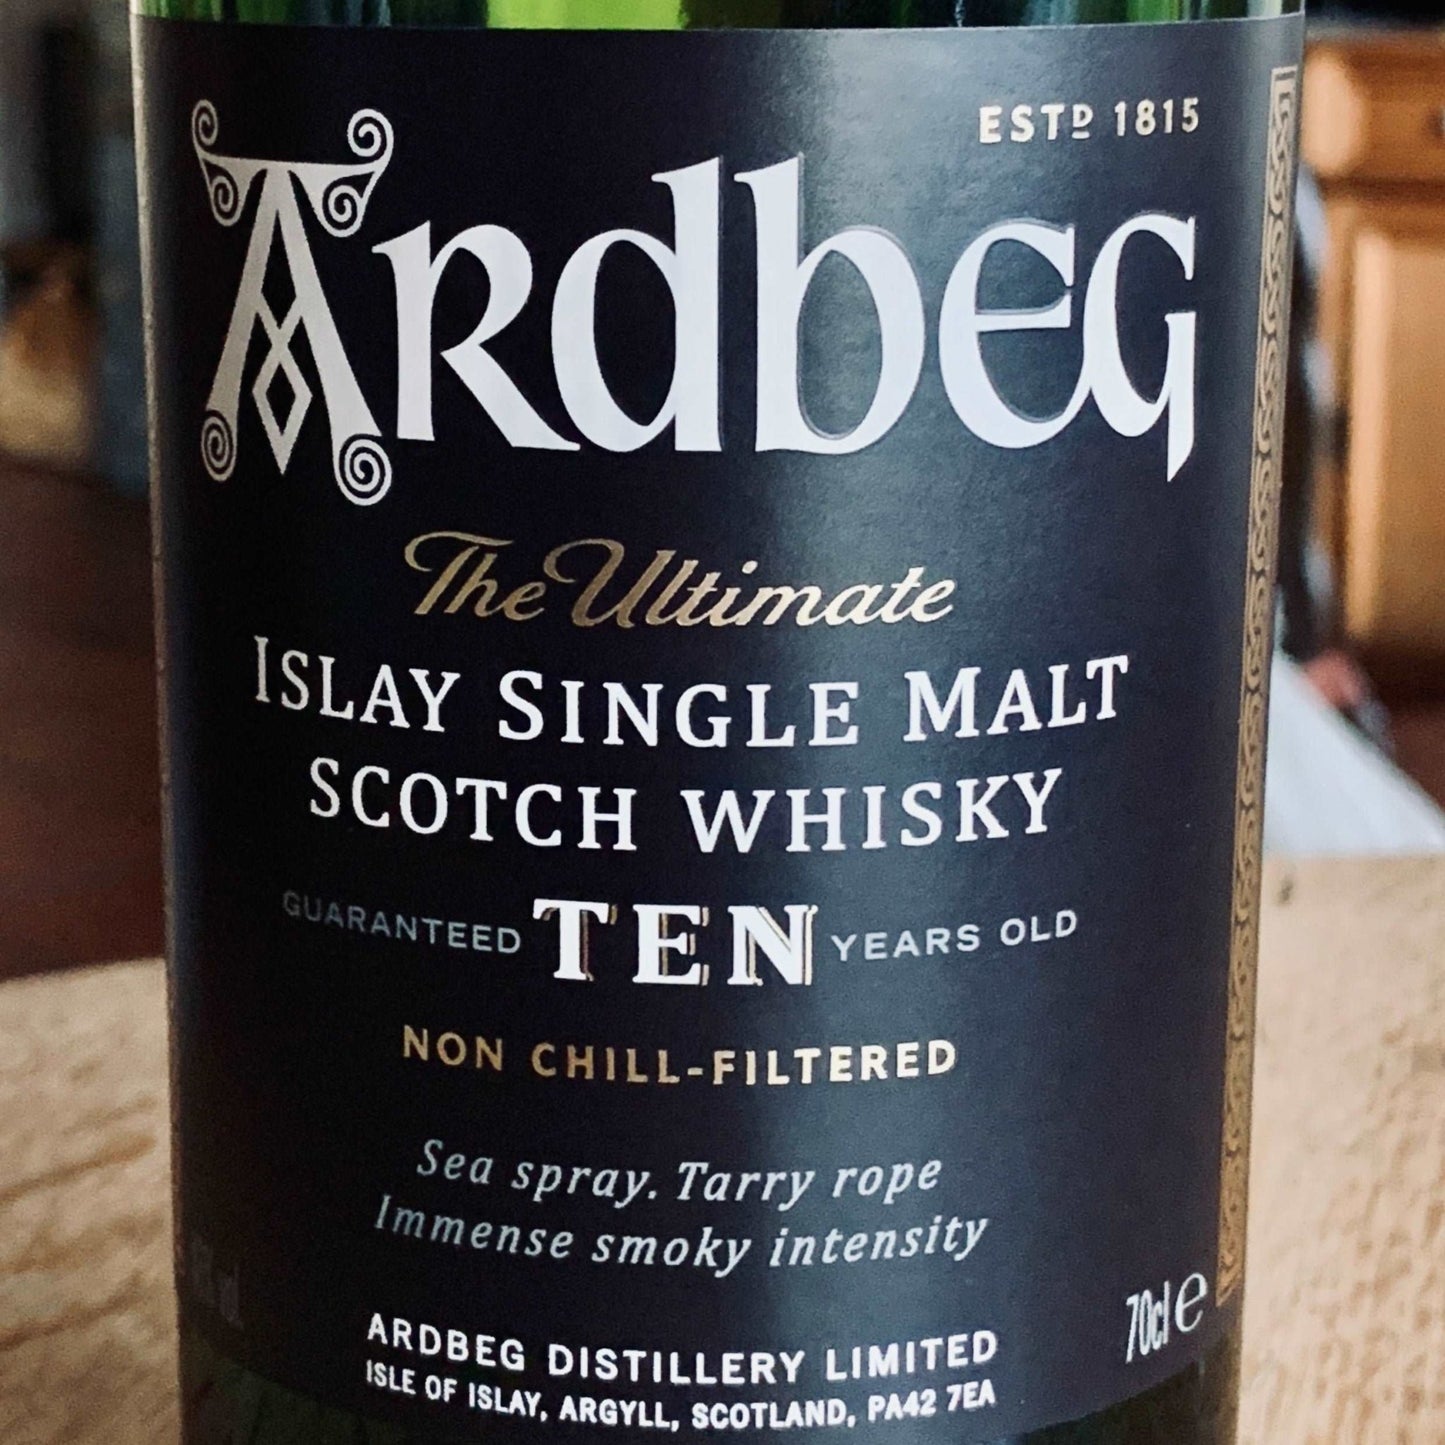 ESTD 1815
ARdbeg
The Ultimate
ISLAY SINGLE MALT
SCOTCH WHISKY
GUARANTEED TEN YEARS OLD
NON CHILL-FILTERED
Sea spray. Tarry rope
Immense smoky intensity
70cl e
ARDBEG DISTILLERY LIMITED
ISLE OF ISLAY, ARGYLL, SCOTLAND, PA42 7EA